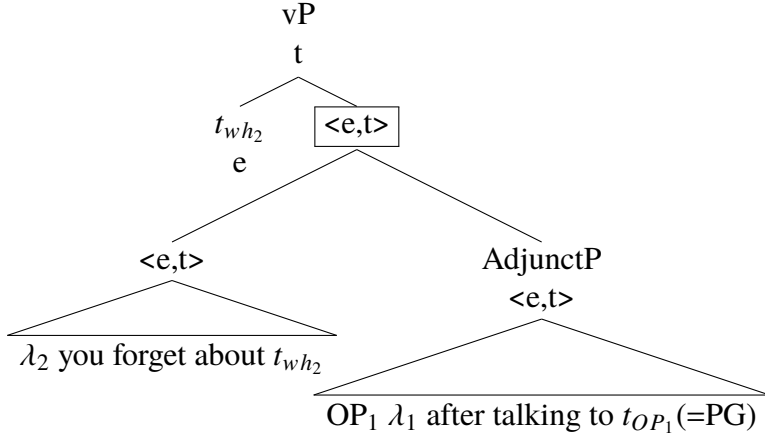 vP
t
t_{wh_2} <e,t>
e
<e,t> AdjunctP
<e,t>
λ_2 you forget about t_{wh_2}
OP_1 λ_1 after talking to t_{OP_1}(=PG)